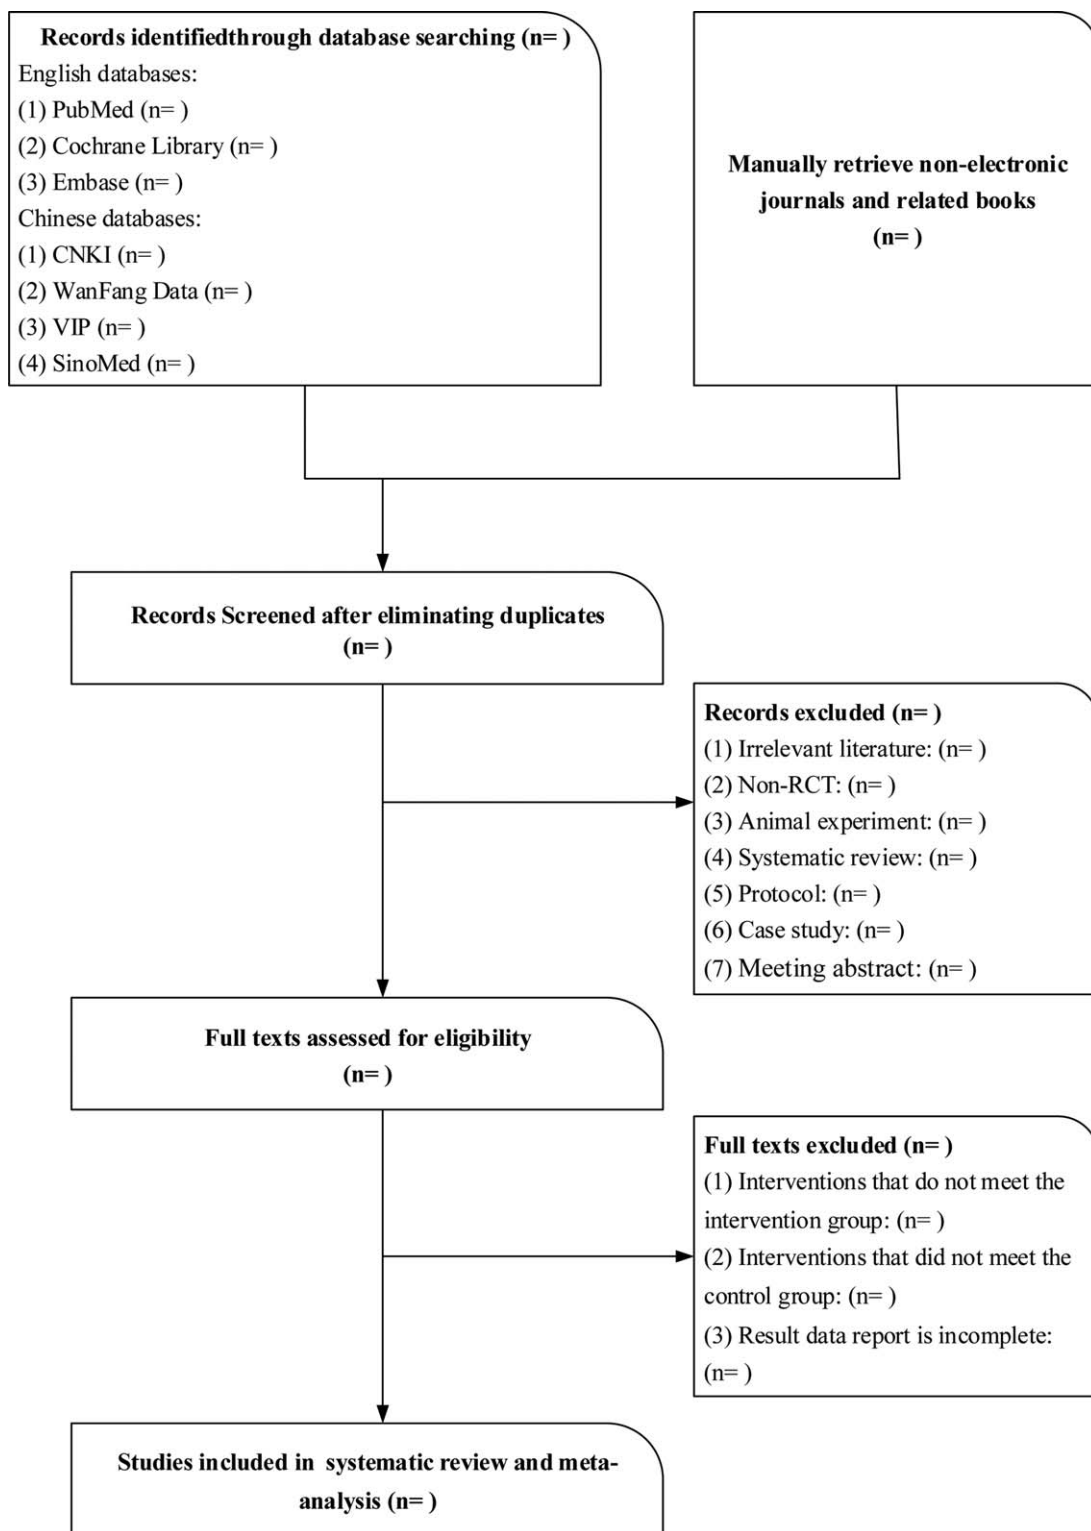 Records identifiedthrough database searching (n= )
English databases:
(1) PubMed (n= )
(2) Cochrane Library (n= )
(3) Embase (n= )
Chinese databases:
(1) CNKI (n= )
(2) WanFang Data (n= )
(3) VIP (n= )
(4) SinoMed (n= )
Manually retrieve non-electronic
journals and related books
(n= )
Records Screened after eliminating duplicates
(n= )
Records excluded (n= )
(1) Irrelevant literature: (n= )
(2) Non-RCT: (n= )
(3) Animal experiment: (n= )
(4) Systematic review: (n= )
(5) Protocol: (n= )
(6) Case study: (n= )
(7) Meeting abstract: (n= )
Full texts assessed for eligibility
(n= )
Full texts excluded (n= )
(1) Interventions that do not meet the
intervention group: (n= )
(2) Interventions that did not meet the
control group: (n= )
(3) Result data report is incomplete:
(n= )
Studies included in systematic review and meta-
analysis (n= )